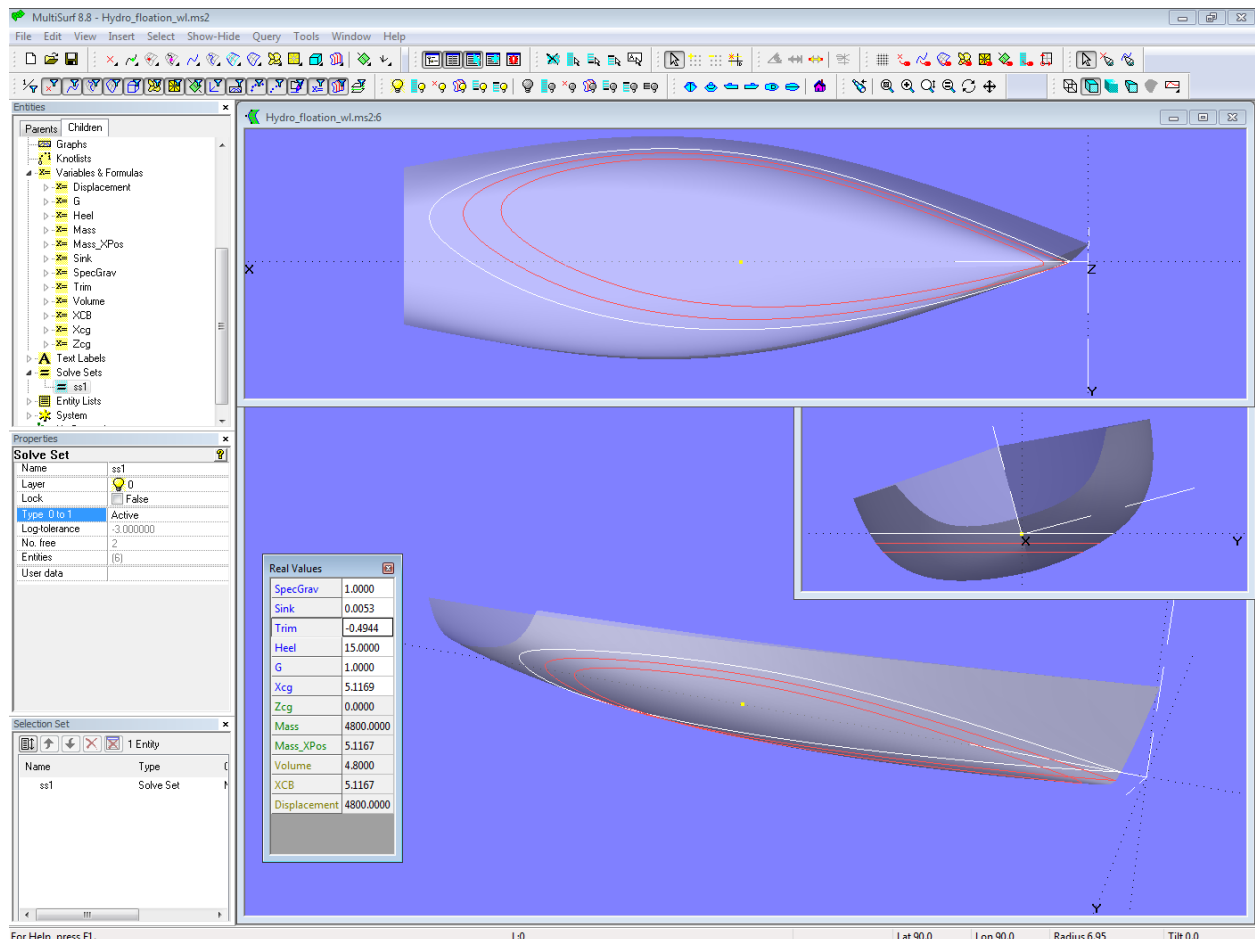 MultiSurf 8.8 - Hydro_floation_wl.ms2
File Edit View Insert Select Show-Hide Query Tools Window Help
Entities
Parents Children
Graphs
Knotlists
Variables & Formulas
Displacement
G
Heel
Mass
Mass_XPos
Sink
SpecGrav
Trim
Volume
XCB
Xcg
Zcg
Text Labels
Solve Sets
ss1
Entity Lists
System
Properties
Solve Set
Name ss1
Layer 0
Lock False
Type 0 to 1 Active
Log-tolerance -3.000000
No. free 2
Entities (6)
User data
Selection Set
1 Entity
Name Type
ss1 Solve Set
Hydro_floation_wl.ms2:6
X
Z
Y
X
Y
Real Values
SpecGrav 1.0000
Sink 0.0053
Trim -0.4944
Heel 15.0000
G 1.0000
Xcg 5.1169
Zcg 0.0000
Mass 4800.0000
Mass_XPos 5.1167
Volume 4.8000
XCB 5.1167
Displacement 4800.0000
Y
For Help, press F1. L:0 Lat 90.0 Lon 90.0 Radius 6.95 Tilt 0.0